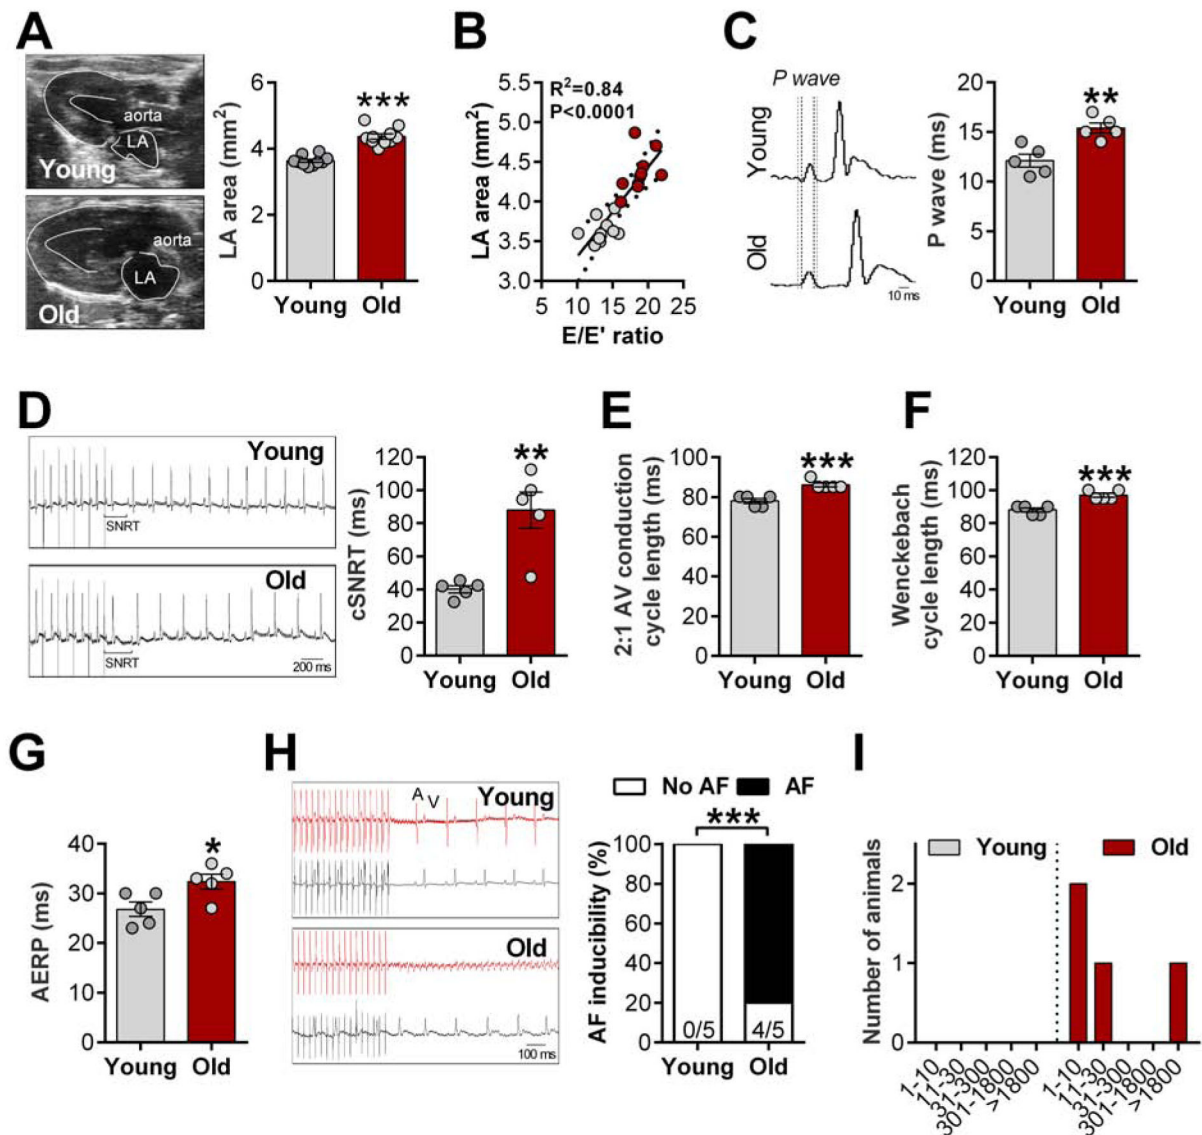 A
aorta
LA
Young
aorta
LA
Old
LA area (mm²)
6
4
2
0
***
Young Old
B
R²=0.84
P<0.0001
LA area (mm²)
5.5
5.0
4.5
4.0
3.5
3.0
5 10 15 20 25
E/E' ratio
C
P wave
Young
Old
10 ms
P wave (ms)
20
15
10
5
0
**
Young Old
D
Young
SNRT
Old
SNRT
200 ms
cSNRT (ms)
120
100
80
60
40
20
0
**
Young Old
E
2:1 AV conduction
cycle length (ms)
100
80
60
40
20
0
***
Young Old
F
Wenckebach
cycle length (ms)
120
100
80
60
40
20
0
***
Young Old
G
AERP (ms)
40
30
20
10
0
*
Young Old
H
A V Young
Old
100 ms
No AF AF
***
AF inducibility (%)
100
80
60
40
20
0
0/5 4/5
Young Old
I
Young Old
Number of animals
2
1
0
1-10
11-30
31-300
301-1800
>1800
1-10
11-30
31-300
301-1800
>1800